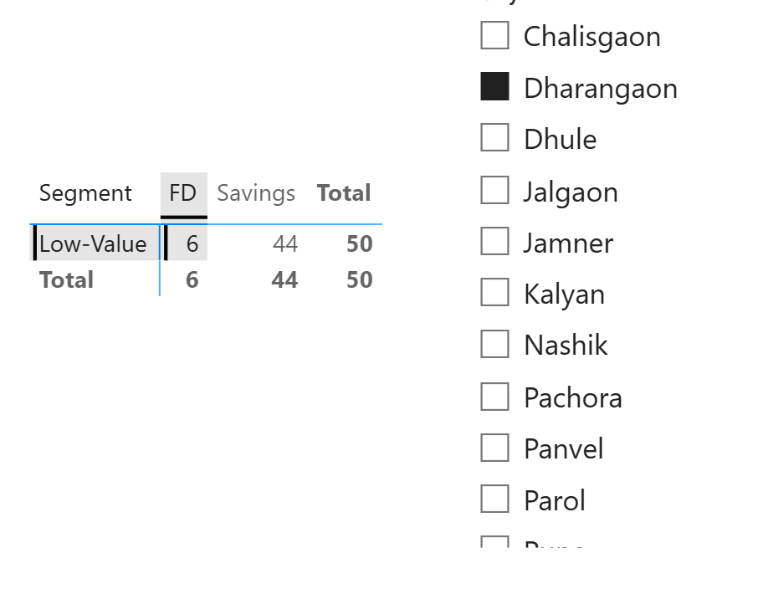 Segment FD Savings Total
Low-Value 6 44 50
Total 6 44 50
Chalisgaon
Dharangaon
Dhule
Jalgaon
Jamner
Kalyan
Nashik
Pachora
Panvel
Parol